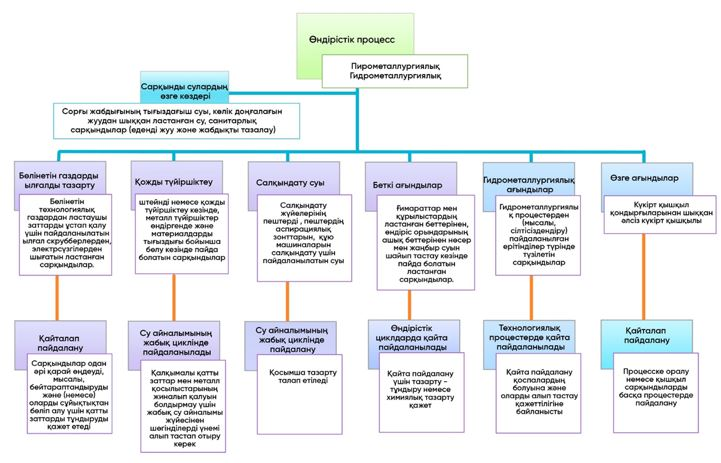 Өндірістік процесс
Пирометаллургиялық
Гидрометаллургиялық
Сарқынды сулардың
өзге көздері
Сорғы жабдығының тығыздағыш суы, көлік доңғалағын
жуудан шыққан ластанған су, санитарлық
сарқындылар (еденді жуу және жабдықты тазалау)
Бөлінетін газдарды
ылғалды тазарту
Бөлінетін
технологиялық
газдардан ластаушы
заттарды ұстап қалу
үшін пайдаланылатын
ылғал скрубберлерден,
электрсүзгілерден
шығатын ластанған
сарқындылар.
Қожды түйіршіктеу
штейнді немесе қожды
түйіршіктеу кезінде,
металл түйіршіктер
өндіргенде және
материалдарды
тығыздығы бойынша
бөлу кезінде пайда
болатын сарқындылар
Салқындату суы
Салқындату
жүйелерінің
пештерді , пештердің
аспирациялық
зонттарын, құю
машиналарын
салқындату үшін
пайдаланылатын суы
Беткі ағындылар
Ғимараттар мен
құрылыстардың
ластанған беттерінен,
өндіріс орындарының
ашық беттерінен нөсер
мен жаңбыр суын
шайып тастау кезінде
пайда болатын
ластанған
сарқындылар.
Гидрометаллургиялық
ағындылар
Гидрометаллургиялы
қ процестерден
(мысалы,
сілтісіздендіру)
пайдаланылған
ерітінділер түрінде
түзілетін
сарқындылар
Өзге ағындылар
Күкірт қышқыл
қондырғыларынан шыққан
әлсіз күкірт қышқылы
Қайталап
пайдалану
Сарқындылар одан
әрі қарай өңдеуді,
мысалы,
бейтараптандыруды
және (немесе)
оларды сұйықтықтан
бөліп алу үшін қатты
заттарды тұндыруды
қажет етеді
Су айналымының
жабық циклінде
пайдаланылады
Қалқымалы қатты
заттар мен металл
қосылыстарының
жиналып қалуын
болдырмау үшін
жабық су айналымы
жүйесінен
шөгінділерді үнемі
алып тастап отыру
керек
Су айналымының
жабық циклінде
пайдалану
Қосымша тазарту
талап етіледі
Өндірістік
циклдарда қайта
пайдаланылады
Қайта пайдалану
үшін тазарту -
тұндыру немесе
химиялық тазарту
қажет
Технологиялық
процестерде қайта
пайдаланылады
Қайта пайдалану
қоспалардың
болуына және
оларды алып тастау
қажеттілігіне
байланысты
Қайталап
пайдалану
Процесске оралу
немесе қышқыл
сарқындыларды
басқа процестерде
пайдалану